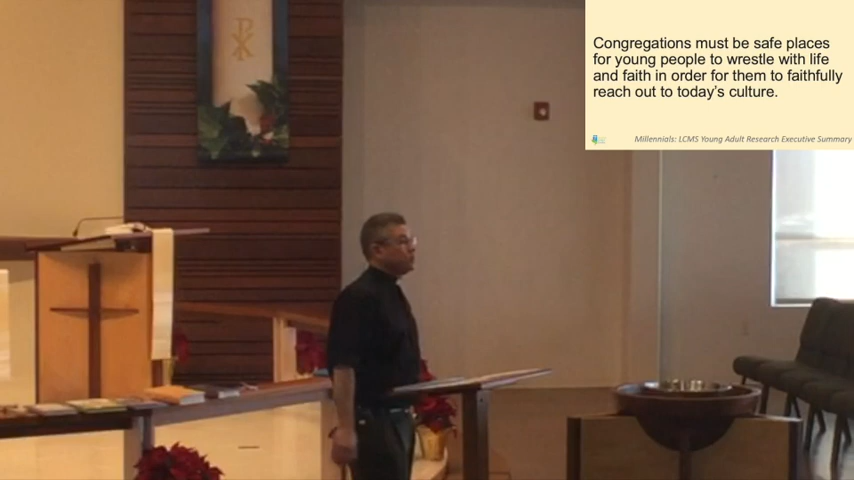 Congregations must be safe places
for young people to wrestle with life
and faith in order for them to faithfully
reach out to today's culture.
Millennials: LCMS Young Adult Research Executive Summary